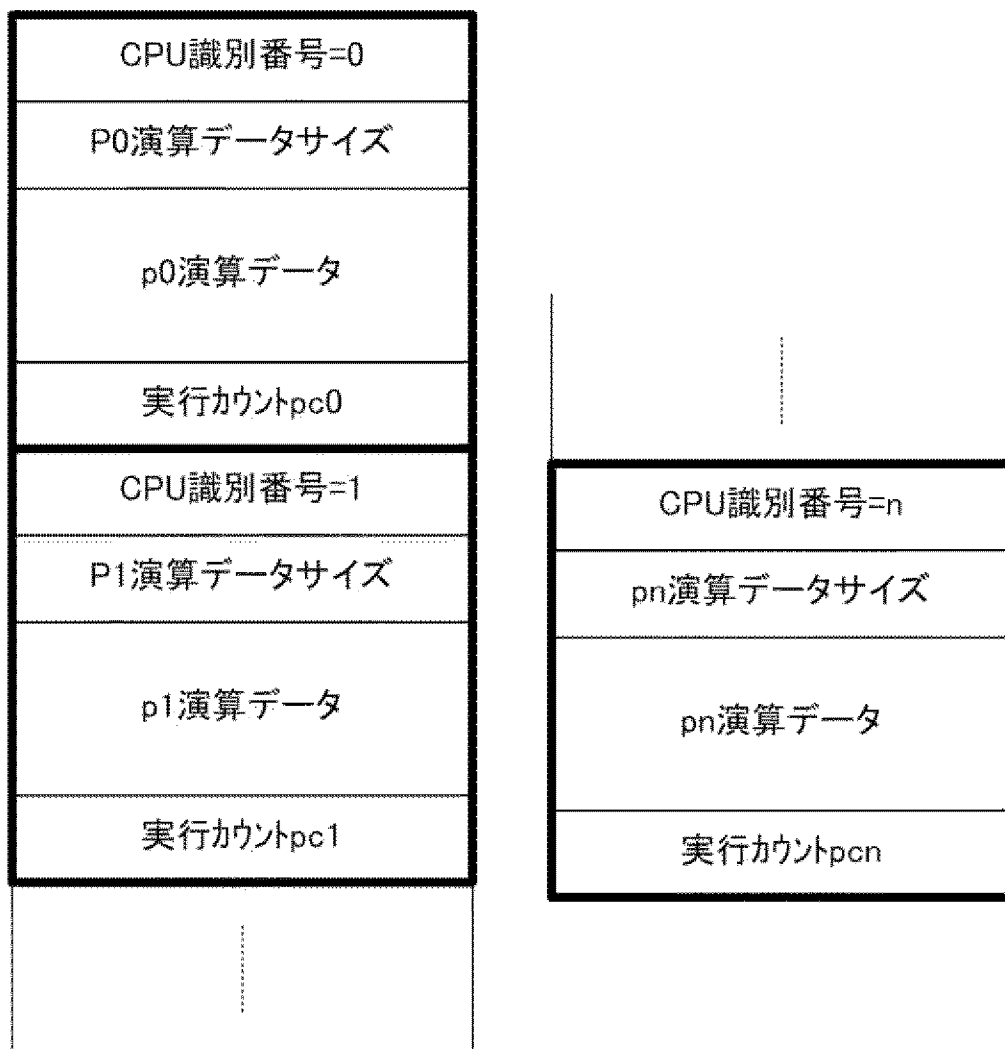 CPU識別番号=0
P0演算データサイズ
p0演算データ
実行ｶｳﾝﾄpc0
CPU識別番号=1
P1演算データサイズ
p1演算データ
実行ｶｳﾝﾄpc1
CPU識別番号=n
pn演算データサイズ
pn演算データ
実行ｶｳﾝﾄpcn